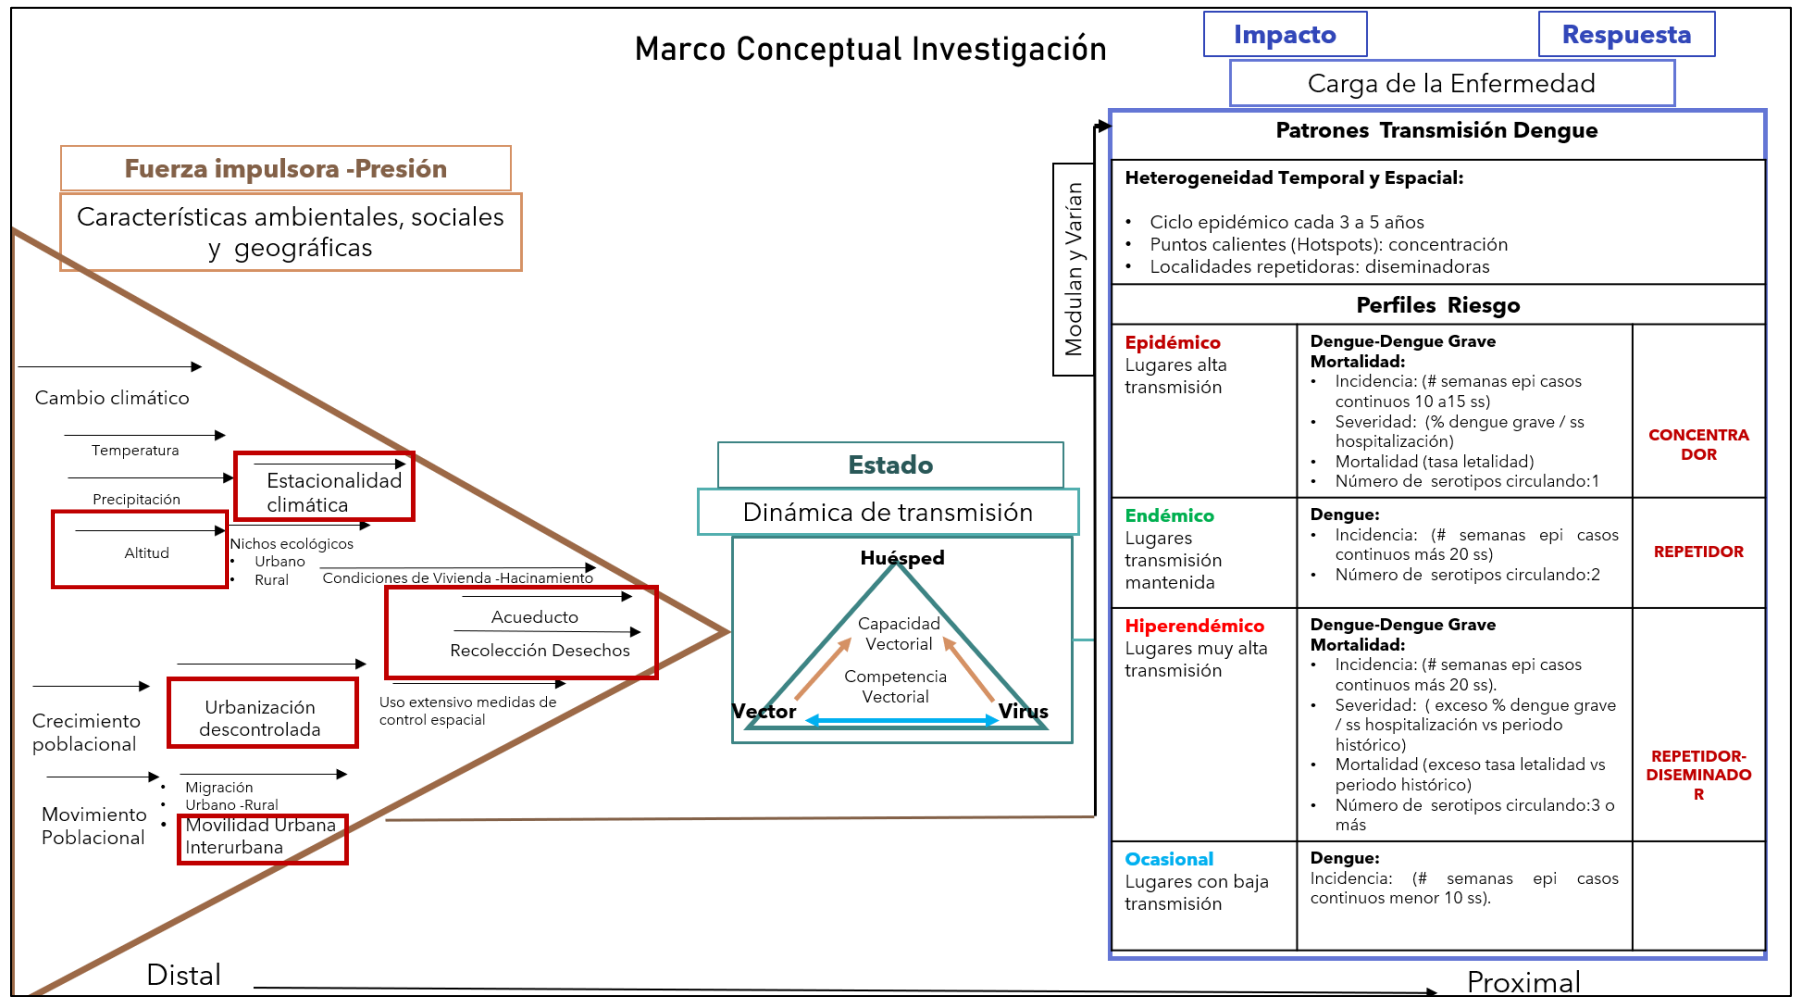 Marco Conceptual Investigación
Impacto
Respuesta
Carga de la Enfermedad
Fuerza impulsora -Presión
Características ambientales, sociales
y  geográficas
Cambio climático
Temperatura
Precipitación
Estacionalidad
climática
Altitud
Nichos ecológicos
• Urbano
• Rural
Condiciones de Vivienda -Hacinamiento
Acueducto
Recolección Desechos
Urbanización
descontrolada
Uso extensivo medidas de
control espacial
Crecimiento
poblacional
Movimiento
Poblacional
• Migración
• Urbano -Rural
• Movilidad Urbana
Interurbana
Estado
Dinámica de transmisión
Huésped
Capacidad
Vectorial
Competencia
Vectorial
Vector
Virus
Modulan y Varían
Patrones  Transmisión Dengue
Heterogeneidad Temporal y Espacial:
• Ciclo epidémico cada 3 a 5 años
• Puntos calientes (Hotspots): concentración
• Localidades repetidoras: diseminadoras
Perfiles  Riesgo
Epidémico
Lugares alta
transmisión
Dengue-Dengue Grave
Mortalidad:
• Incidencia: (# semanas epi casos
continuos 10 a15 ss)
• Severidad:  (% dengue grave / ss
hospitalización)
• Mortalidad (tasa letalidad)
• Número de  serotipos circulando:1
CONCENTRA
DOR
Endémico
Lugares
transmisión
mantenida
Dengue:
• Incidencia: (# semanas epi casos
continuos más 20 ss)
• Número de  serotipos circulando:2
REPETIDOR
Hiperendémico
Lugares muy alta
transmisión
Dengue-Dengue Grave
Mortalidad:
• Incidencia: (# semanas epi casos
continuos más 20 ss).
• Severidad:  ( exceso % dengue grave
/ ss hospitalización vs periodo
histórico)
• Mortalidad (exceso tasa letalidad vs
periodo histórico)
• Número de  serotipos circulando:3 o
más
REPETIDOR-
DISEMINADO
R
Ocasional
Lugares con baja
transmisión
Dengue:
Incidencia: (# semanas epi casos
continuos menor 10 ss).
Distal
Proximal